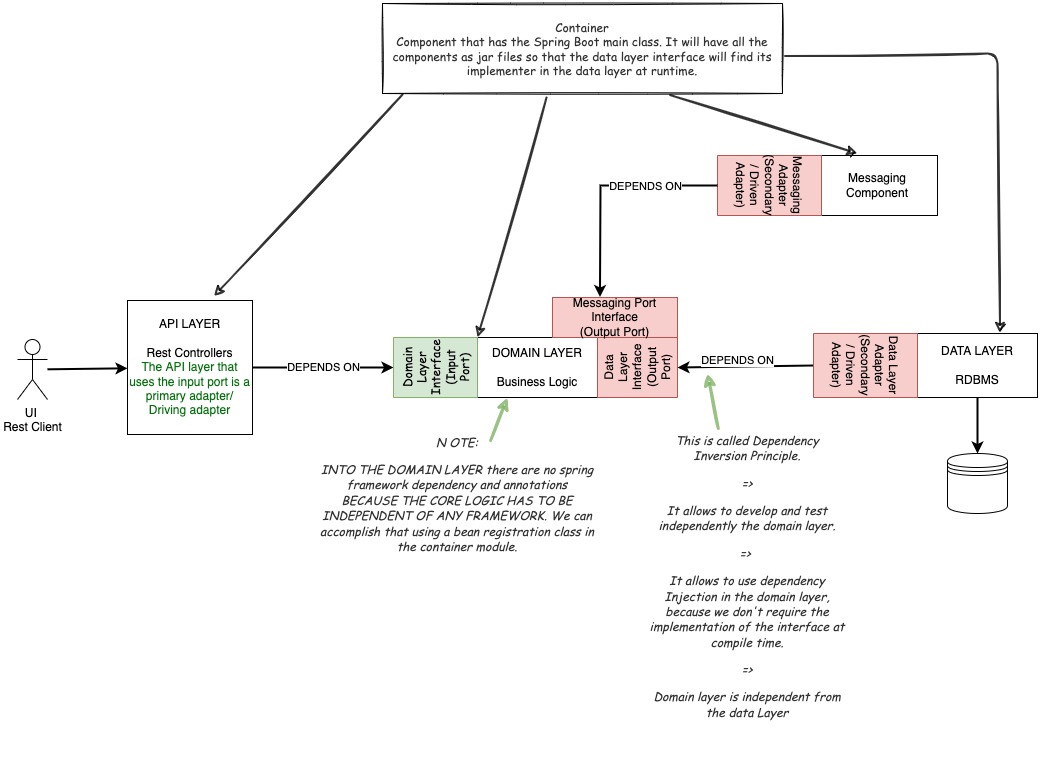 Container
Component that has the Spring Boot main class. It will have all the
components as jar files so that the data layer interface will find its
implementer in the data layer at runtime.
Messaging
Adapter
(Secondary
/ Driven
Adapter)
Messaging
Component
DEPENDS ON
Messaging Port
Interface
(Output Port)
API LAYER
Rest Controllers
The API layer that
uses the input port is a
primary adapter/
Driving adapter
UI
Rest Client
DEPENDS ON
Domain
Layer
Interface
(Input
Port)
DOMAIN LAYER
Business Logic
Data
Layer
Interface
(Output
Port)
DEPENDS ON
Data Layer
Adapter
(Secondary
/ Driven
Adapter)
DATA LAYER
RDBMS
N OTE:
INTO THE DOMAIN LAYER there are no spring
framework dependency and annotations
BECAUSE THE CORE LOGIC HAS TO BE
INDEPENDENT OF ANY FRAMEWORK. We can
accomplish that using a bean registration class in
the container module.
This is called Dependency
Inversion Principle.
=>
It allows to develop and test
independently the domain layer.
=>
It allows to use dependency
Injection in the domain layer,
because we don't require the
implementation of the interface at
compile time.
=>
Domain layer is independent from
the data Layer